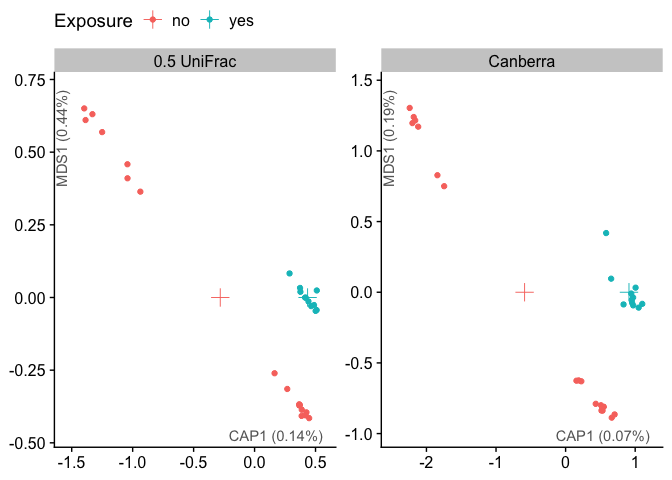 Exposure no yes
0.5 UniFrac
Canberra
MDS1 (0.44%)
0.75
0.50
0.25
0.00
-0.25
-0.50
CAP1 (0.14%)
-1.5 -1.0 -0.5 0.0 0.5
MDS1 (0.19%)
1.5
1.0
0.5
0.0
-0.5
-1.0
CAP1 (0.07%)
-2 -1 0 1